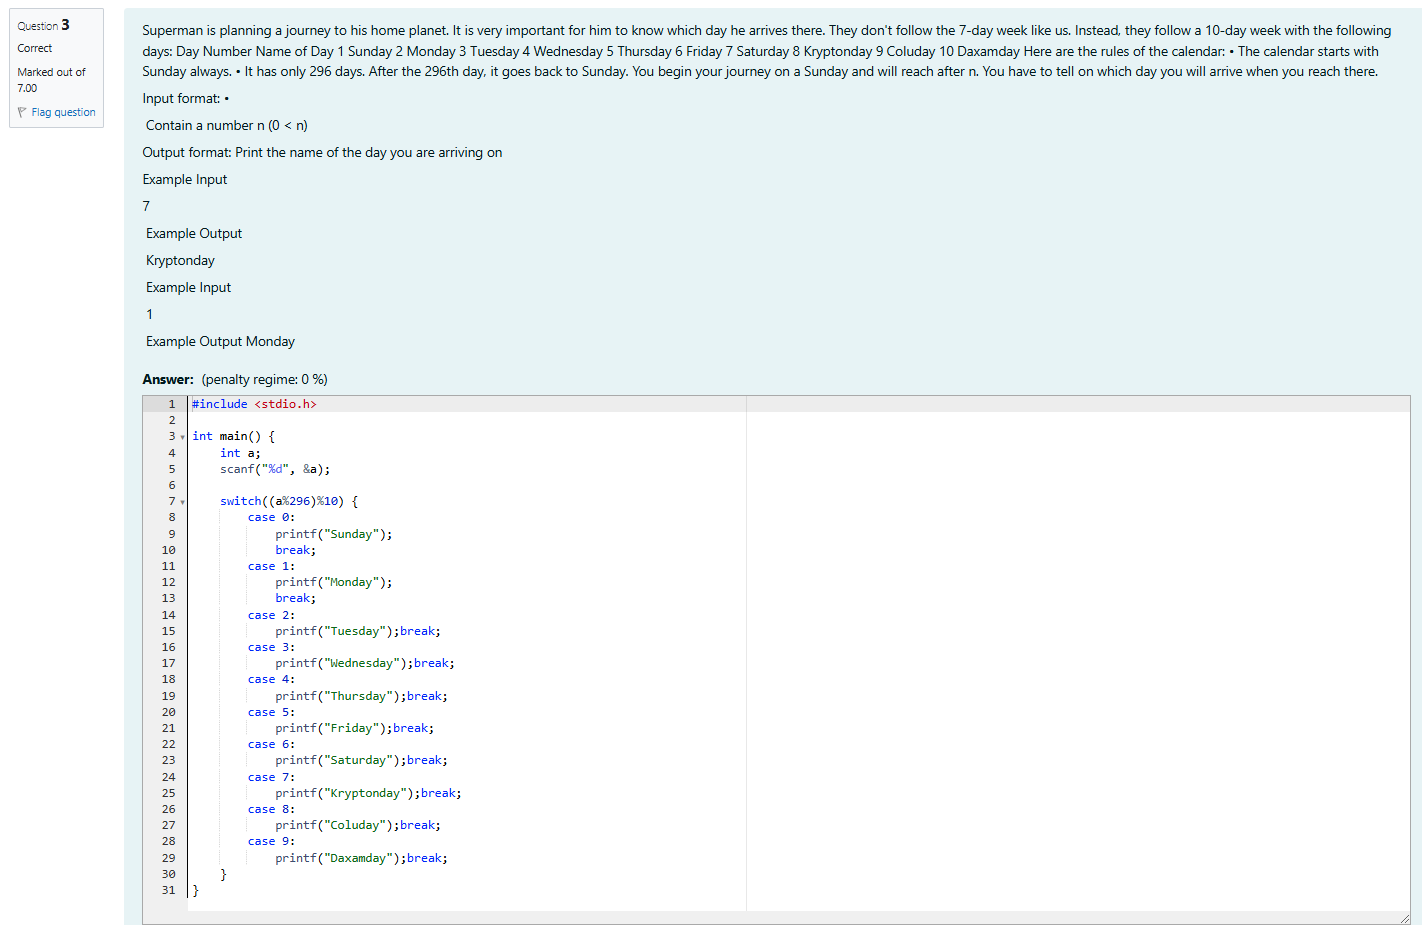 Question 3
Correct
Marked out of
7.00
Flag question
Superman is planning a journey to his home planet. It is very important for him to know which day he arrives there. They don't follow the 7-day week like us. Instead, they follow a 10-day week with the following
days: Day Number Name of Day 1 Sunday 2 Monday 3 Tuesday 4 Wednesday 5 Thursday 6 Friday 7 Saturday 8 Kryptonday 9 Coluday 10 Daxamday Here are the rules of the calendar: • The calendar starts with
Sunday always. • It has only 296 days. After the 296th day, it goes back to Sunday. You begin your journey on a Sunday and will reach after n. You have to tell on which day you will arrive when you reach there.
Input format: •
Contain a number n (0 < n)
Output format: Print the name of the day you are arriving on
Example Input
7
Example Output
Kryptonday
Example Input
1
Example Output Monday
Answer: (penalty regime: 0 %)
1 #include <stdio.h>
2
3 int main() {
4     int a;
5     scanf("%d", &a);
6
7     switch((a%296)%10) {
8         case 0:
9             printf("Sunday");
10             break;
11         case 1:
12             printf("Monday");
13             break;
14         case 2:
15             printf("Tuesday");break;
16         case 3:
17             printf("Wednesday");break;
18         case 4:
19             printf("Thursday");break;
20         case 5:
21             printf("Friday");break;
22         case 6:
23             printf("Saturday");break;
24         case 7:
25             printf("Kryptonday");break;
26         case 8:
27             printf("Coluday");break;
28         case 9:
29             printf("Daxamday");break;
30     }
31 }